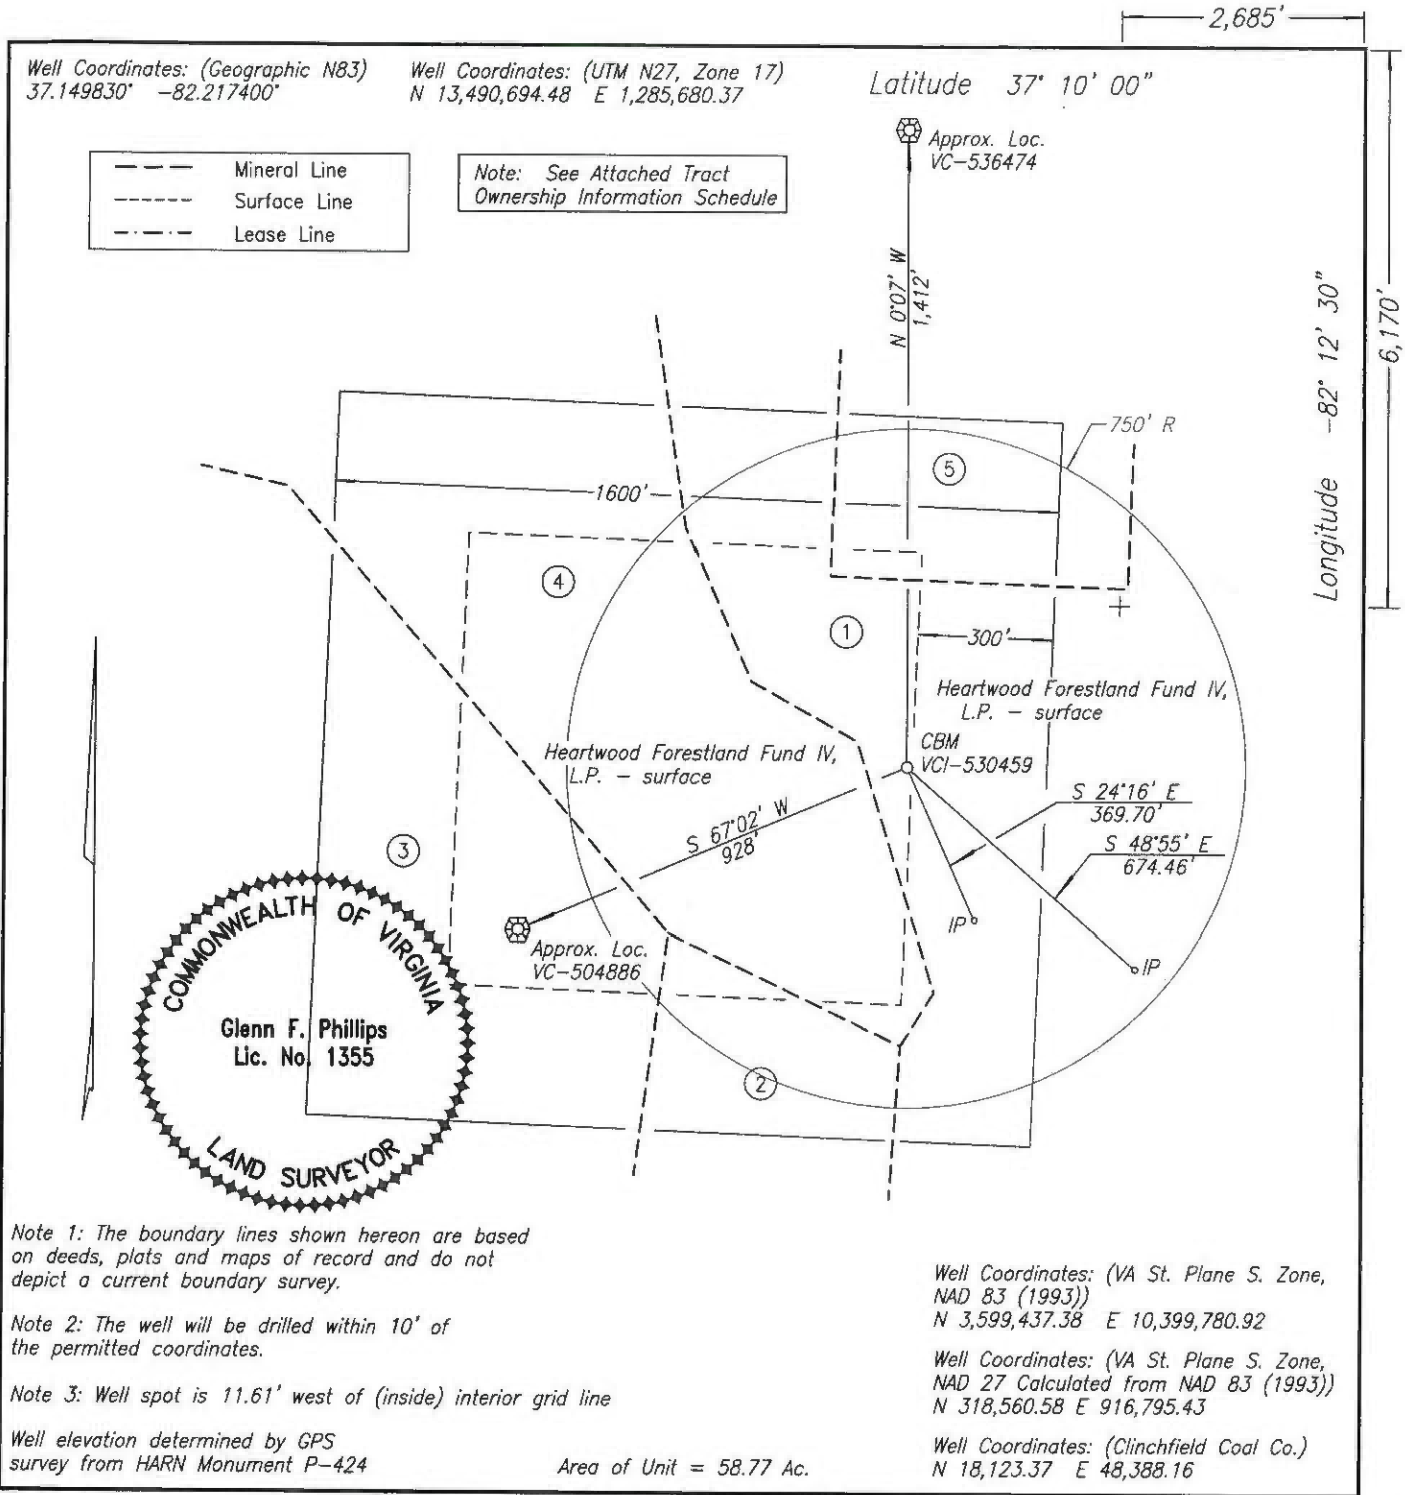 2,685'
Well Coordinates: (Geographic N83)
37.149830° -82.217400°
Well Coordinates: (UTM N27, Zone 17)
N 13,490,694.48 E 1,285,680.37
Latitude 37° 10' 00"
Approx. Loc.
VC-536474
Mineral Line
Surface Line
Lease Line
Note: See Attached Tract
Ownership Information Schedule
N 0°07' W
1,412'
Longitude -82° 12' 30"
6,170'
750' R
5
1600'
4
1
300'
Heartwood Forestland Fund IV,
L.P. - surface
CBM
VCI-530459
Heartwood Forestland Fund IV,
L.P. - surface
S 24°16' E
369.70'
S 67°02' W
928'
S 48°55' E
674.46'
3
IP
IP
Approx. Loc.
VC-504886
COMMONWEALTH OF VIRGINIA
Glenn F. Phillips
Lic. No. 1355
LAND SURVEYOR
2
Note 1: The boundary lines shown hereon are based
on deeds, plats and maps of record and do not
depict a current boundary survey.
Note 2: The well will be drilled within 10' of
the permitted coordinates.
Note 3: Well spot is 11.61' west of (inside) interior grid line
Well elevation determined by GPS
survey from HARN Monument P-424
Area of Unit = 58.77 Ac.
Well Coordinates: (VA St. Plane S. Zone,
NAD 83 (1993))
N 3,599,437.38 E 10,399,780.92
Well Coordinates: (VA St. Plane S. Zone,
NAD 27 Calculated from NAD 83 (1993))
N 318,560.58 E 916,795.43
Well Coordinates: (Clinchfield Coal Co.)
N 18,123.37 E 48,388.16